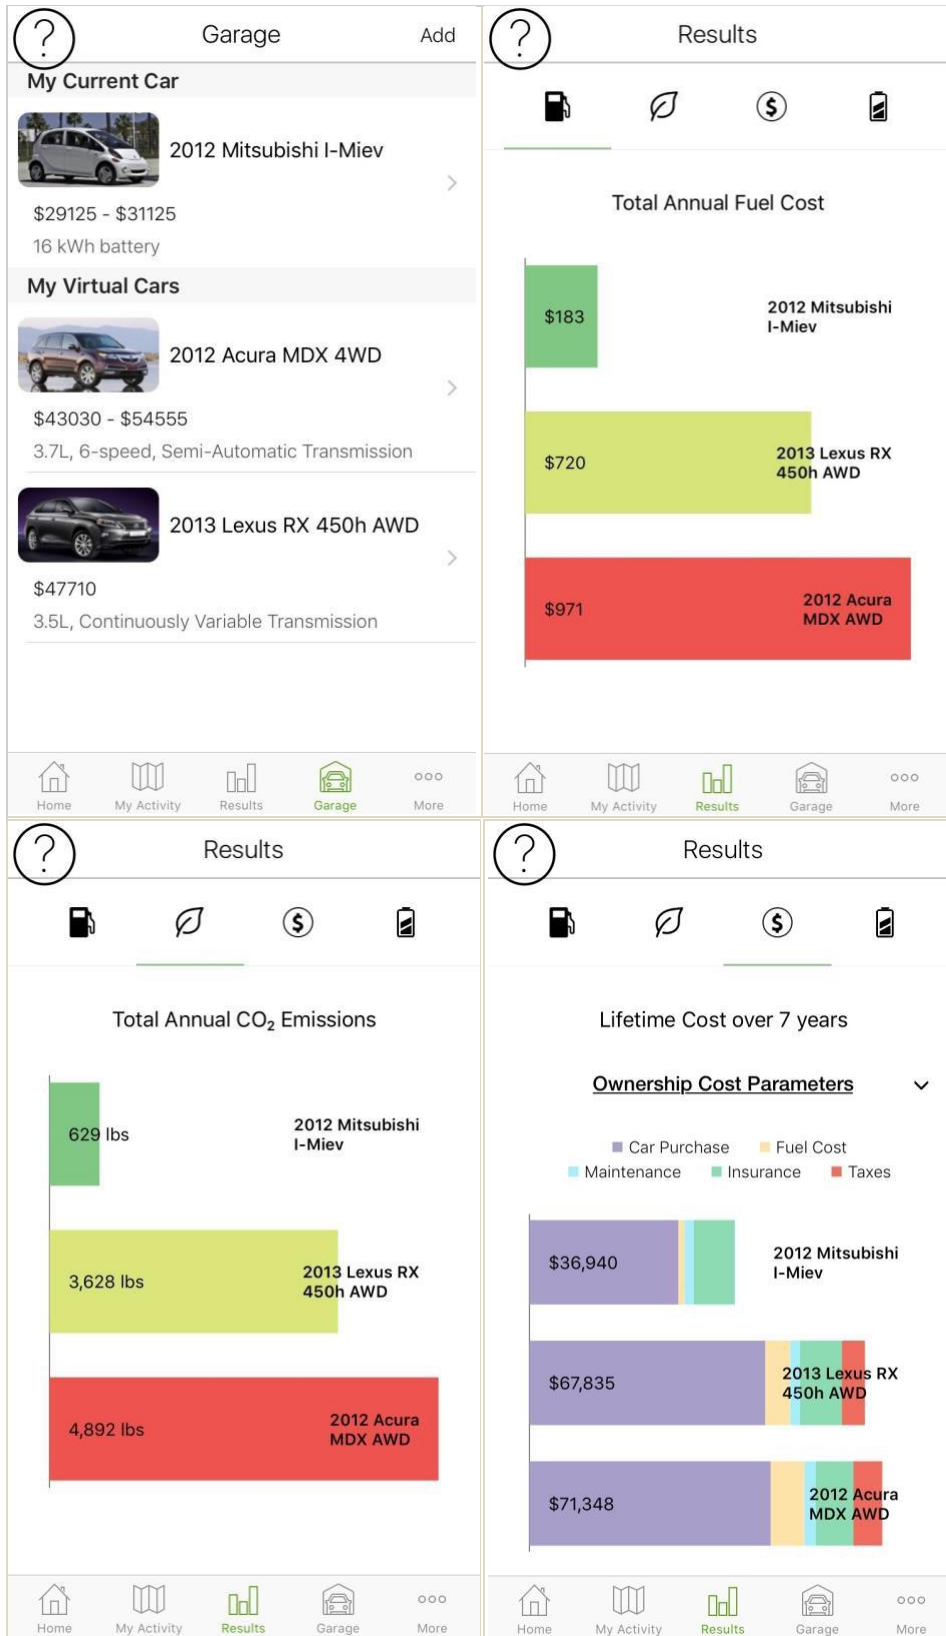 ?
Garage
Add
My Current Car
2012 Mitsubishi I-Miev
$29125 - $31125
16 kWh battery
My Virtual Cars
2012 Acura MDX 4WD
$43030 - $54555
3.7L, 6-speed, Semi-Automatic Transmission
2013 Lexus RX 450h AWD
$47710
3.5L, Continuously Variable Transmission
Home My Activity Results Garage More
?
Results
$
Total Annual Fuel Cost
$183
2012 Mitsubishi
I-Miev
$720
2013 Lexus RX
450h AWD
$971
2012 Acura
MDX AWD
Home My Activity Results Garage More
?
Results
$
Total Annual CO₂ Emissions
629 lbs
2012 Mitsubishi
I-Miev
3,628 lbs
2013 Lexus RX
450h AWD
4,892 lbs
2012 Acura
MDX AWD
Home My Activity Results Garage More
?
Results
$
Lifetime Cost over 7 years
Ownership Cost Parameters
Car Purchase Fuel Cost
Maintenance Insurance Taxes
$36,940
2012 Mitsubishi
I-Miev
$67,835
2013 Lexus RX
450h AWD
$71,348
2012 Acura
MDX AWD
Home My Activity Results Garage More